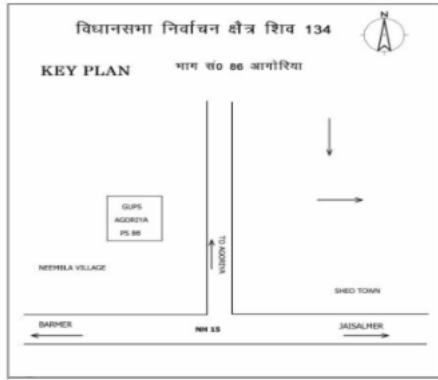 विधानसभा निर्वाचन क्षैत्र शिव 134
N
KEY PLAN
भाग सं0 86 आगोरिया
GUPS
AGORIYA
PS 86
TO AGORIYA
NEEMBLA VILLAGE
SHEO TOWN
BARMER
NH 15
JAISALMER